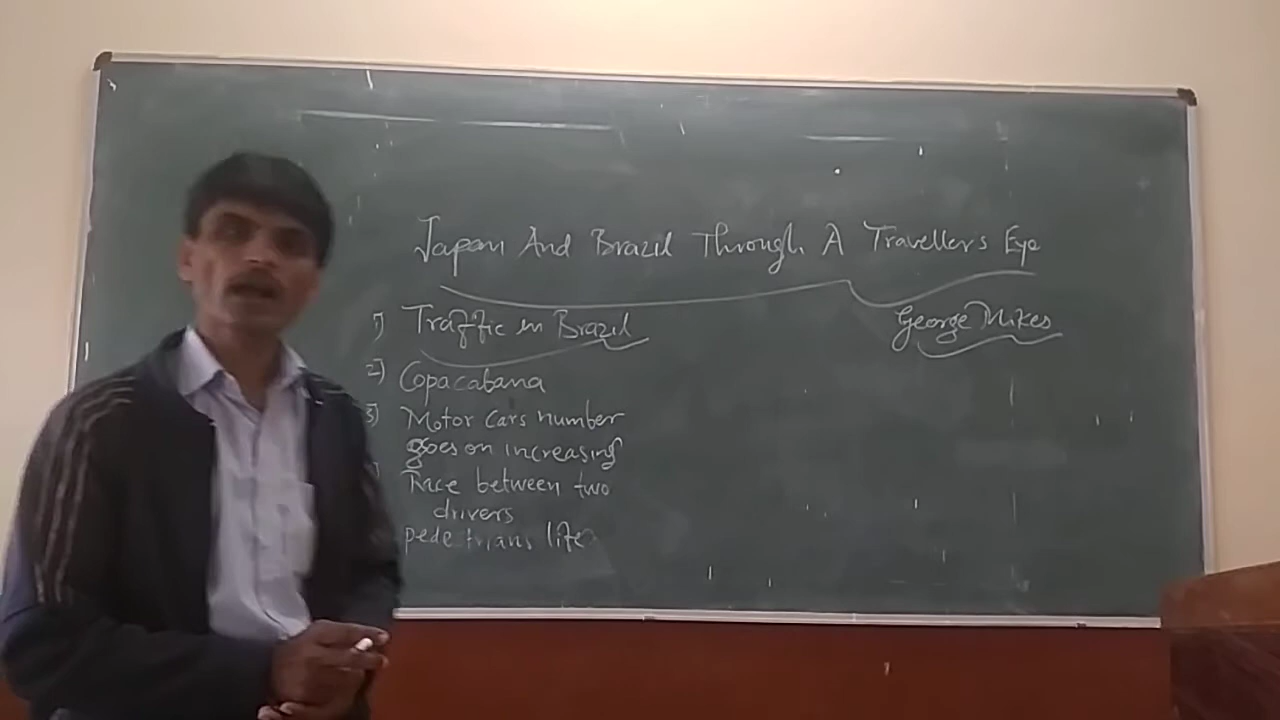 Japan And Brazil Through A Travellers Eye
George Mikes
1) Traffic in Brazil
2) Copacabana
3) Motor Cars number
goes on increasing
Race between two
drivers
pedetrians life